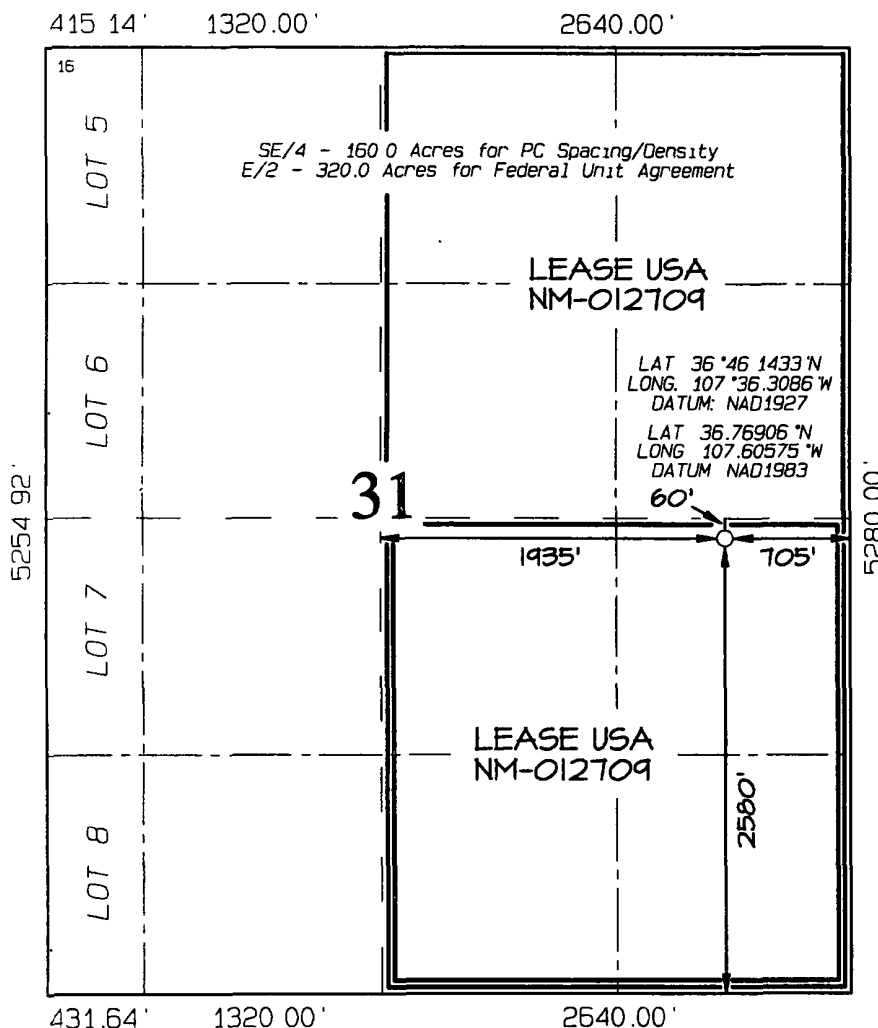 415 14' 1320.00' 2640.00'
16
LOT 5
SE/4 - 160 0 Acres for PC Spacing/Density
E/2 - 320.0 Acres for Federal Unit Agreement
LEASE USA
NM-012709
LOT 6
LAT 36°46 1433'N
LONG. 107°36.3086'W
DATUM: NAD1927
LAT 36.76906°N
LONG 107.60575°W
DATUM NAD1983
5254 92'
31
60'
5280.00'
1935' 705'
LOT 7
LEASE USA
NM-012709
2580'
LOT 8
431.64' 1320 00' 2640.00'